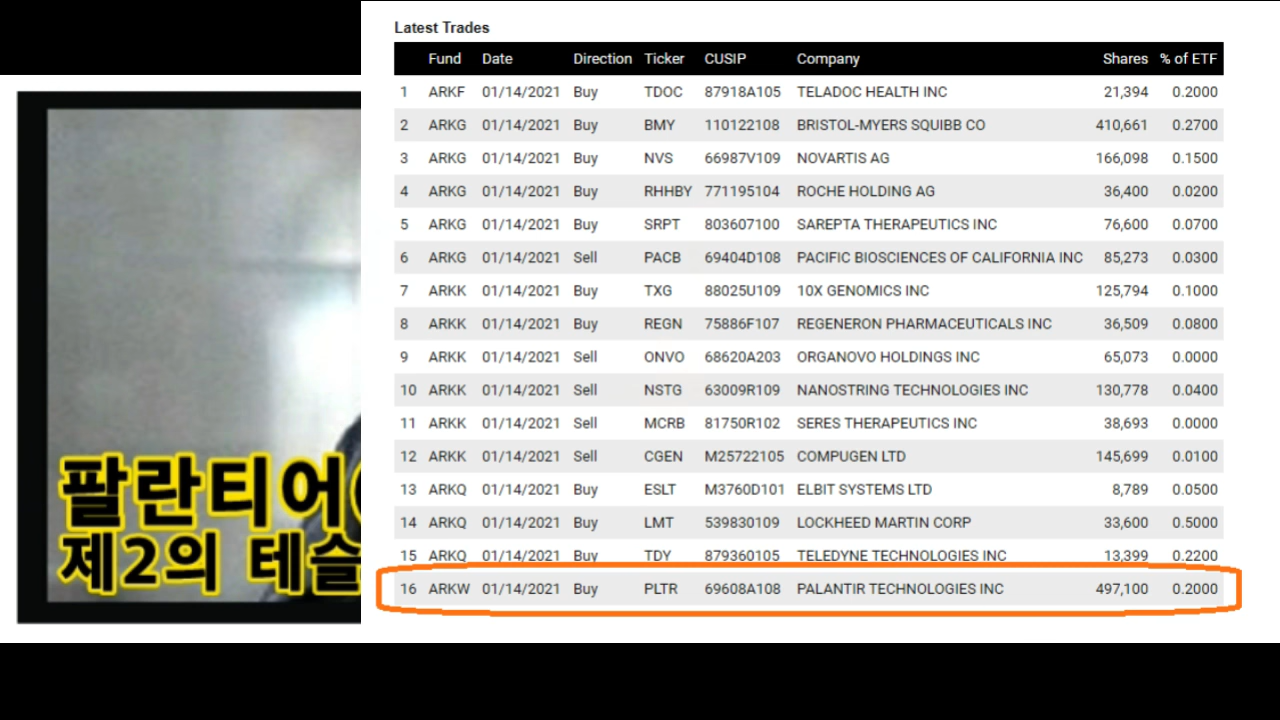 Latest Trades
Fund Date Direction Ticker CUSIP Company Shares % of ETF
1 ARKF 01/14/2021 Buy TDOC 87918A105 TELADOC HEALTH INC 21,394 0.2000
2 ARKG 01/14/2021 Buy BMY 110122108 BRISTOL-MYERS SQUIBB CO 410,661 0.2700
3 ARKG 01/14/2021 Buy NVS 66987V109 NOVARTIS AG 166,098 0.1500
4 ARKG 01/14/2021 Buy RHHBY 771195104 ROCHE HOLDING AG 36,400 0.0200
5 ARKG 01/14/2021 Buy SRPT 803607100 SAREPTA THERAPEUTICS INC 76,600 0.0700
6 ARKG 01/14/2021 Sell PACB 69404D108 PACIFIC BIOSCIENCES OF CALIFORNIA INC 85,273 0.0300
7 ARKK 01/14/2021 Buy TXG 88025U109 10X GENOMICS INC 125,794 0.1000
8 ARKK 01/14/2021 Buy REGN 75886F107 REGENERON PHARMACEUTICALS INC 36,509 0.0800
9 ARKK 01/14/2021 Sell ONVO 68620A203 ORGANOVO HOLDINGS INC 65,073 0.0000
10 ARKK 01/14/2021 Sell NSTG 63009R109 NANOSTRING TECHNOLOGIES INC 130,778 0.0400
11 ARKK 01/14/2021 Sell MCRB 81750R102 SERES THERAPEUTICS INC 38,693 0.0000
12 ARKK 01/14/2021 Sell CGEN M25722105 COMPUGEN LTD 145,699 0.0100
13 ARKQ 01/14/2021 Buy ESLT M3760D101 ELBIT SYSTEMS LTD 8,789 0.0500
14 ARKQ 01/14/2021 Buy LMT 539830109 LOCKHEED MARTIN CORP 33,600 0.5000
15 ARKQ 01/14/2021 Buy TDY 879360105 TELEDYNE TECHNOLOGIES INC 13,399 0.2200
16 ARKW 01/14/2021 Buy PLTR 69608A108 PALANTIR TECHNOLOGIES INC 497,100 0.2000
팔란티어(
제2의 테슬